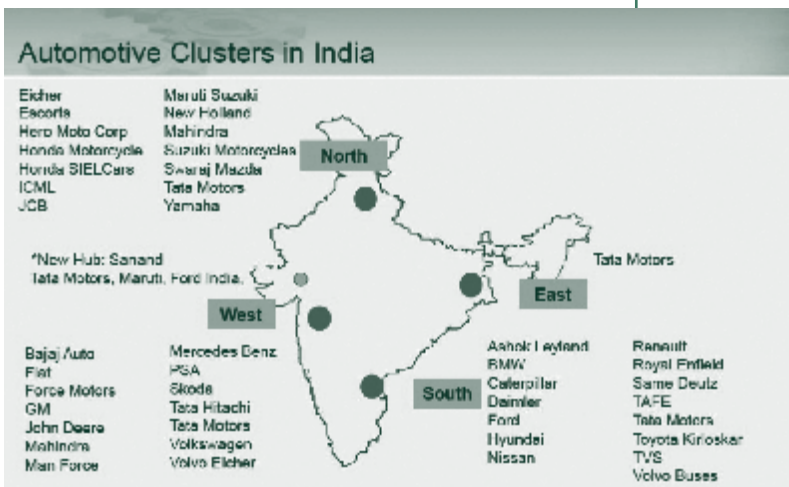 Automotive Clusters in India
Eicher
Escorts
Hero Moto Corp
Honda Motorcycle
Honda SIELCars
ICML
JCB
Maruti Suzuki
New Holland
Mahindra
Suzuki Motorcycles
Swaraj Mazda
Tata Motors
Yamaha
North
*New Hub: Sanand
Tata Motors, Maruti, Ford India,
West
Tata Motors
East
Bajaj Auto
Fiat
Force Motors
GM
John Deere
Mahindra
Man Force
Mercedes Benz
PSA
Skoda
Tata Hitachi
Tata Motors
Volkswagen
Volvo Eicher
South
Ashok Leyland
BMW
Caterpillar
Daimler
Ford
Hyundai
Nissan
Renault
Royal Enfield
Same Deutz
TAFE
Tata Motors
Toyota Kirloskar
TVS
Volvo Buses